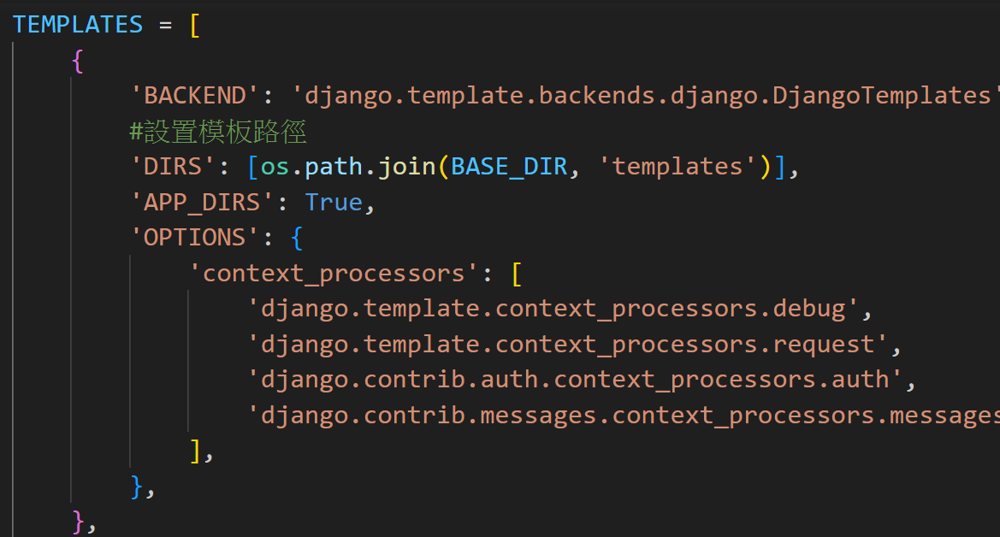 TEMPLATES = [
    {
        'BACKEND': 'django.template.backends.django.DjangoTemplates'
        #設置模板路徑
        'DIRS': [os.path.join(BASE_DIR, 'templates')],
        'APP_DIRS': True,
        'OPTIONS': {
            'context_processors': [
                'django.template.context_processors.debug',
                'django.template.context_processors.request',
                'django.contrib.auth.context_processors.auth',
                'django.contrib.messages.context_processors.messages
            ],
        },
    },